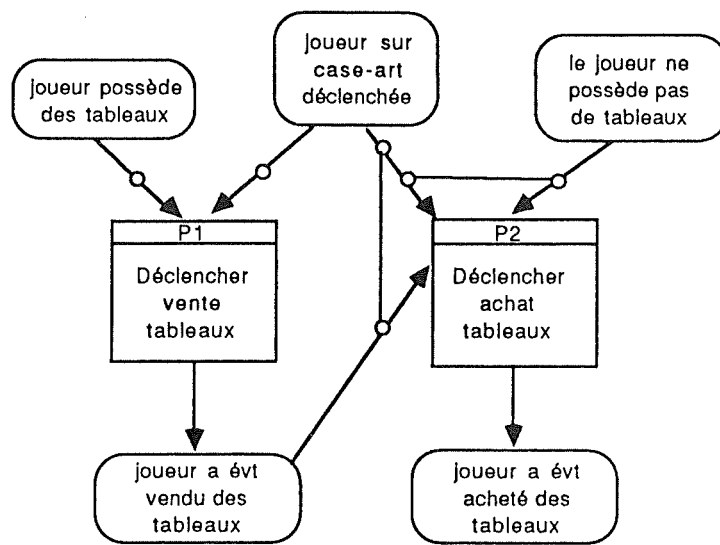 joueur possède
des tableaux
joueur sur
case-art
déclenchée
le joueur ne
possède pas
de tableaux
P1
Déclencher
vente
tableaux
P2
Déclencher
achat
tableaux
joueur a évt
vendu des
tableaux
joueur a évt
acheté des
tableaux